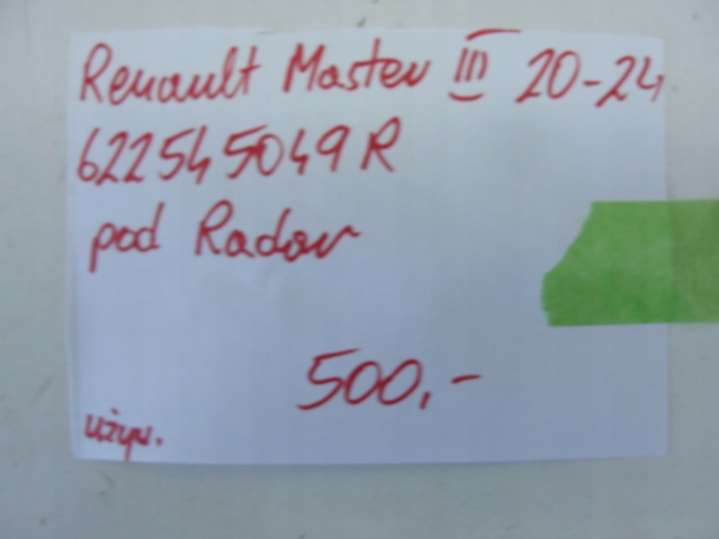 Renault Master III 20-24
622545049R
pod Radar
500,-
używ.